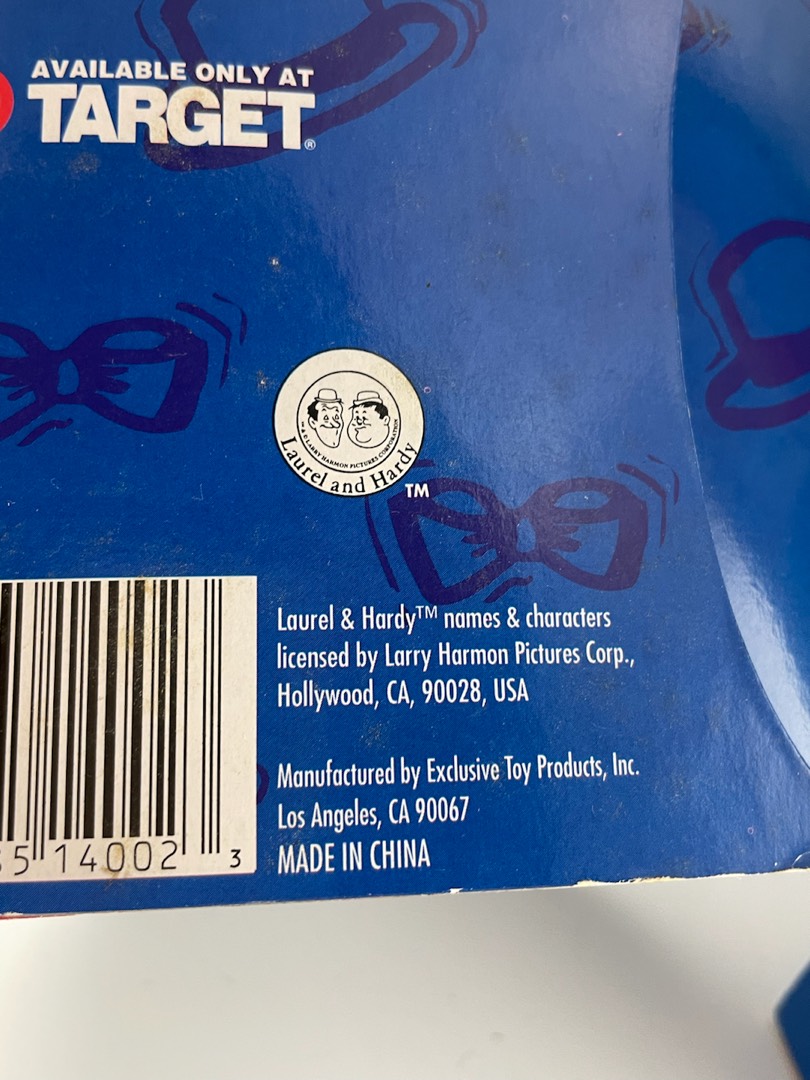 AVAILABLE ONLY AT
TARGET®
Laurel and Hardy
TM
Laurel & Hardy™ names & characters
licensed by Larry Harmon Pictures Corp.,
Hollywood, CA, 90028, USA
Manufactured by Exclusive Toy Products, Inc.
Los Angeles, CA 90067
MADE IN CHINA
5 14002 3